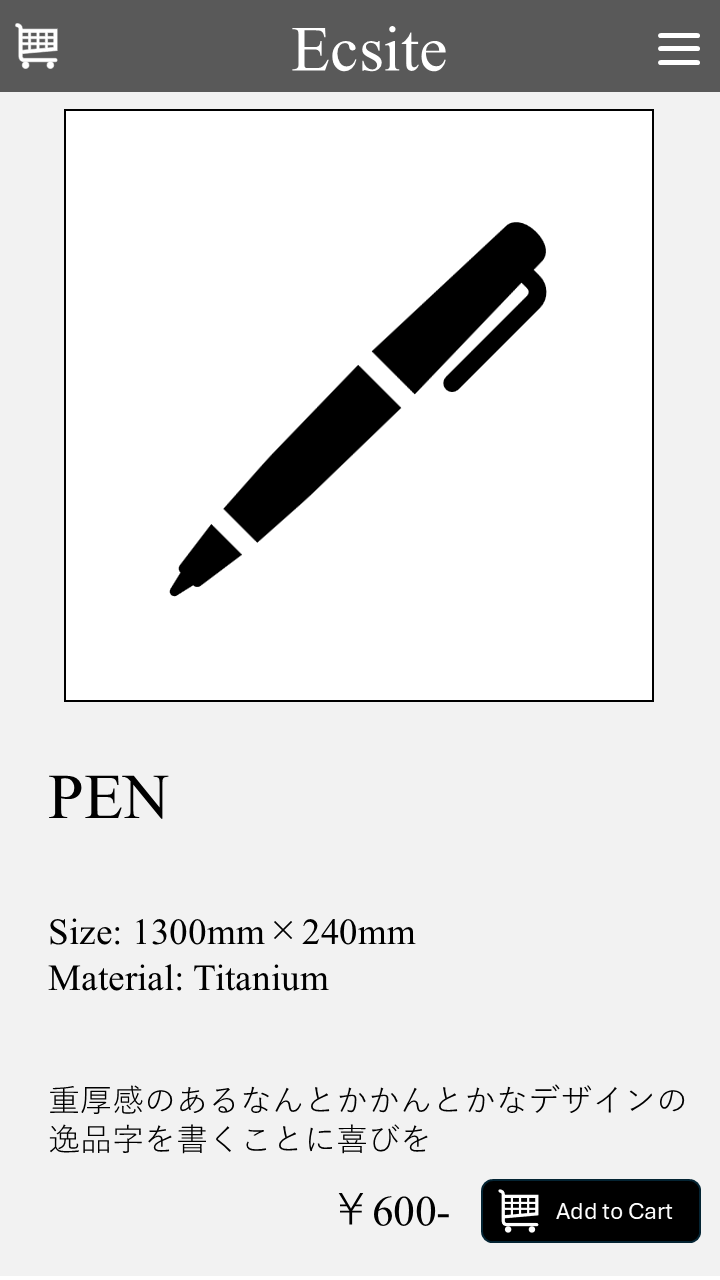 Ecsite
PEN
Size: 1300mm×240mm
Material: Titanium
重厚感のあるなんとかかんとかなデザインの
逸品字を書くことに喜びを
￥600-
Add to Cart